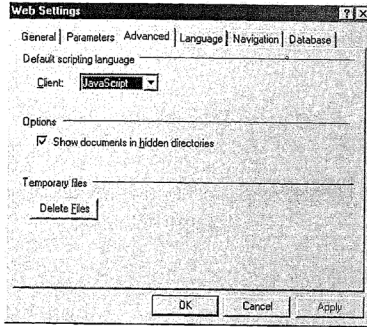 Web Settings
General Parameters Advanced Language Navigation Database
Default scripting language
Client: JavaScript
Options
Show documents in hidden directories
Temporary files
Delete Files
OK Cancel Apply